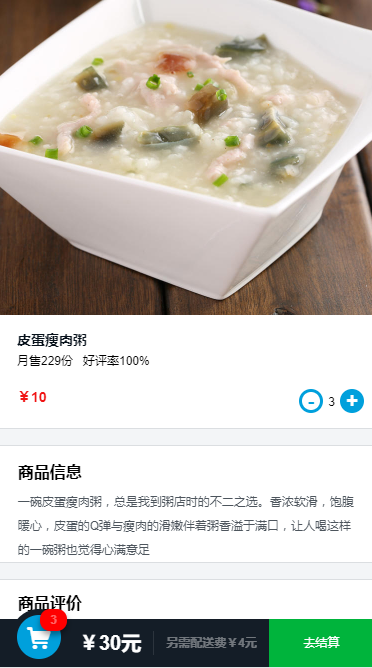 皮蛋瘦肉粥
月售229份 好评率100%
￥10
- 3 +
商品信息
一碗皮蛋瘦肉粥，总是我到粥店时的不二之选。香浓软滑，饱腹
暖心，皮蛋的Q弹与瘦肉的滑嫩伴着粥香溢于满口，让人喝这样
的一碗粥也觉得心满意足
商品评价
3
￥30元 另需配送费￥4元 去结算